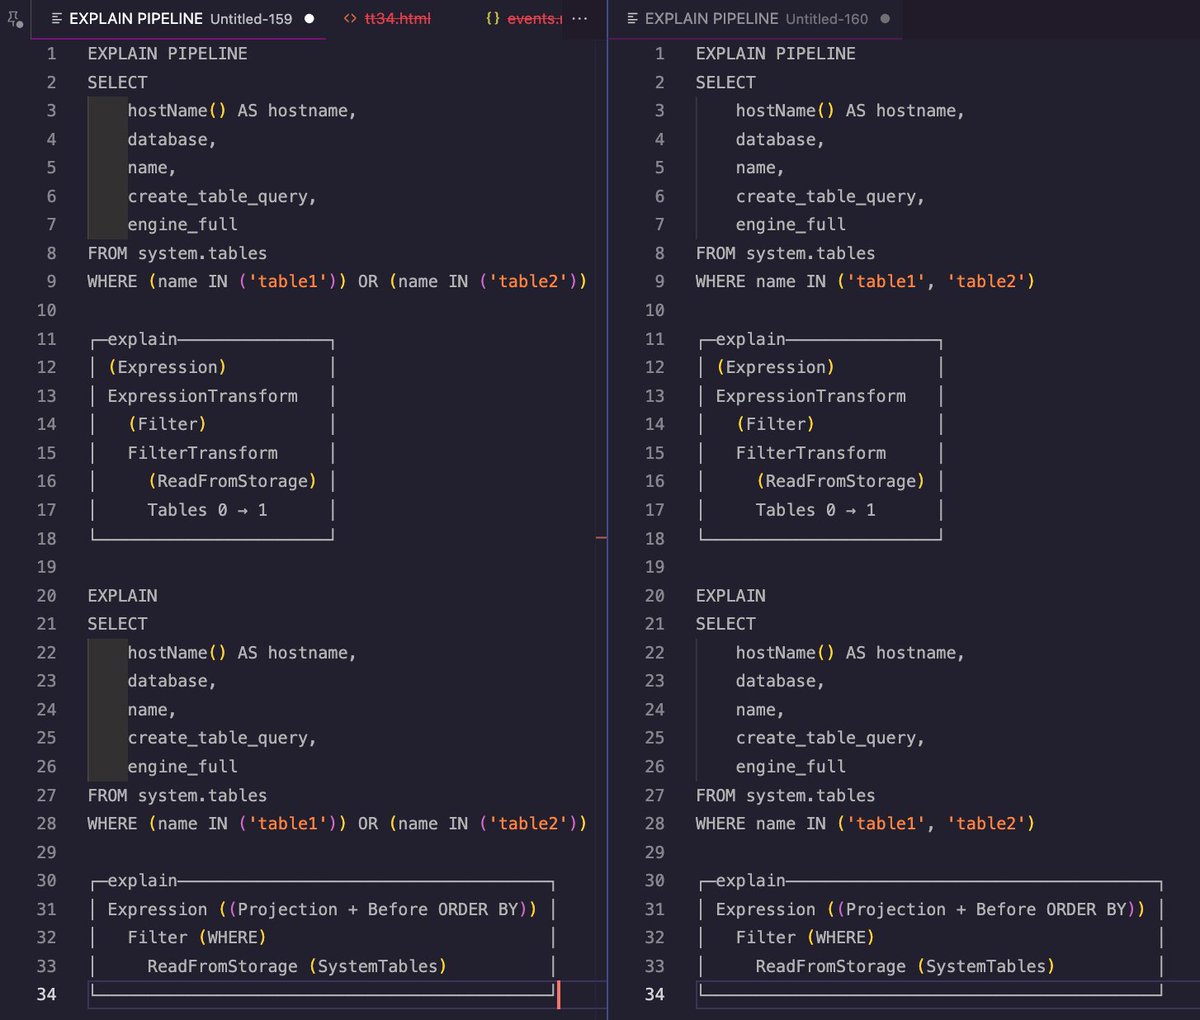 EXPLAIN PIPELINE Untitled-159 tt34.html events.
1 EXPLAIN PIPELINE
2 SELECT
3 hostName() AS hostname,
4 database,
5 name,
6 create_table_query,
7 engine_full
8 FROM system.tables
9 WHERE (name IN ('table1')) OR (name IN ('table2'))
10
11 explain
12 (Expression)
13 ExpressionTransform
14 (Filter)
15 FilterTransform
16 (ReadFromStorage)
17 Tables 0 → 1
18
19
20 EXPLAIN
21 SELECT
22 hostName() AS hostname,
23 database,
24 name,
25 create_table_query,
26 engine_full
27 FROM system.tables
28 WHERE (name IN ('table1')) OR (name IN ('table2'))
29
30 explain
31 Expression ((Projection + Before ORDER BY))
32 Filter (WHERE)
33 ReadFromStorage (SystemTables)
34
EXPLAIN PIPELINE Untitled-160
1 EXPLAIN PIPELINE
2 SELECT
3 hostName() AS hostname,
4 database,
5 name,
6 create_table_query,
7 engine_full
8 FROM system.tables
9 WHERE name IN ('table1', 'table2')
10
11 explain
12 (Expression)
13 ExpressionTransform
14 (Filter)
15 FilterTransform
16 (ReadFromStorage)
17 Tables 0 → 1
18
19
20 EXPLAIN
21 SELECT
22 hostName() AS hostname,
23 database,
24 name,
25 create_table_query,
26 engine_full
27 FROM system.tables
28 WHERE name IN ('table1', 'table2')
29
30 explain
31 Expression ((Projection + Before ORDER BY))
32 Filter (WHERE)
33 ReadFromStorage (SystemTables)
34